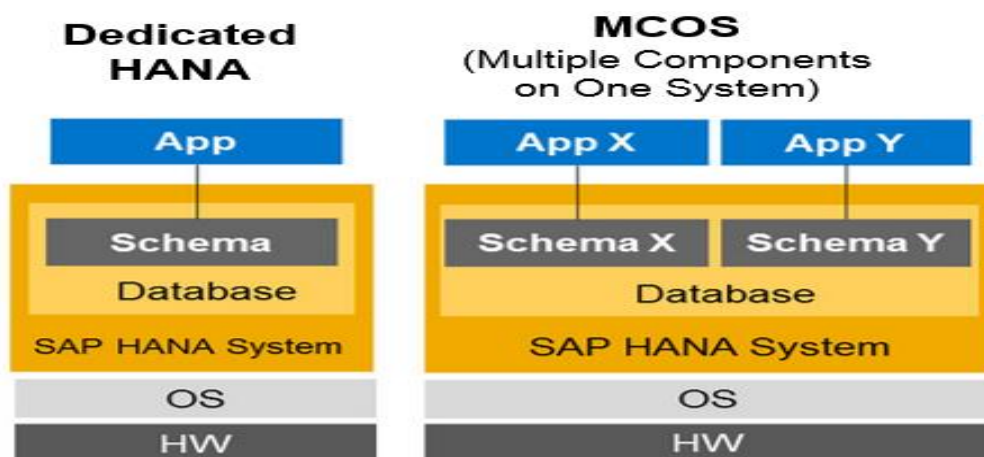 Dedicated
HANA
App
Schema
Database
SAP HANA System
OS
HW
MCOS
(Multiple Components
on One System)
App X
App Y
Schema X
Schema Y
Database
SAP HANA System
OS
HW